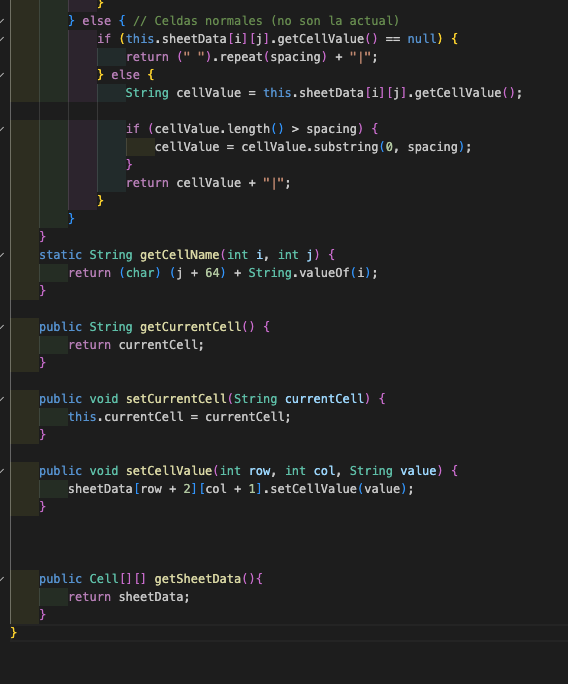 }
} else { // Celdas normales (no son la actual)
if (this.sheetData[i][j].getCellValue() == null) {
return (" ").repeat(spacing) + "|";
} else {
String cellValue = this.sheetData[i][j].getCellValue();
if (cellValue.length() > spacing) {
cellValue = cellValue.substring(0, spacing);
}
return cellValue + "|";
}
}
}
static String getCellName(int i, int j) {
return (char) (j + 64) + String.valueOf(i);
}
public String getCurrentCell() {
return currentCell;
}
public void setCurrentCell(String currentCell) {
this.currentCell = currentCell;
}
public void setCellValue(int row, int col, String value) {
sheetData[row + 2][col + 1].setCellValue(value);
}
public Cell[][] getSheetData(){
return sheetData;
}
}